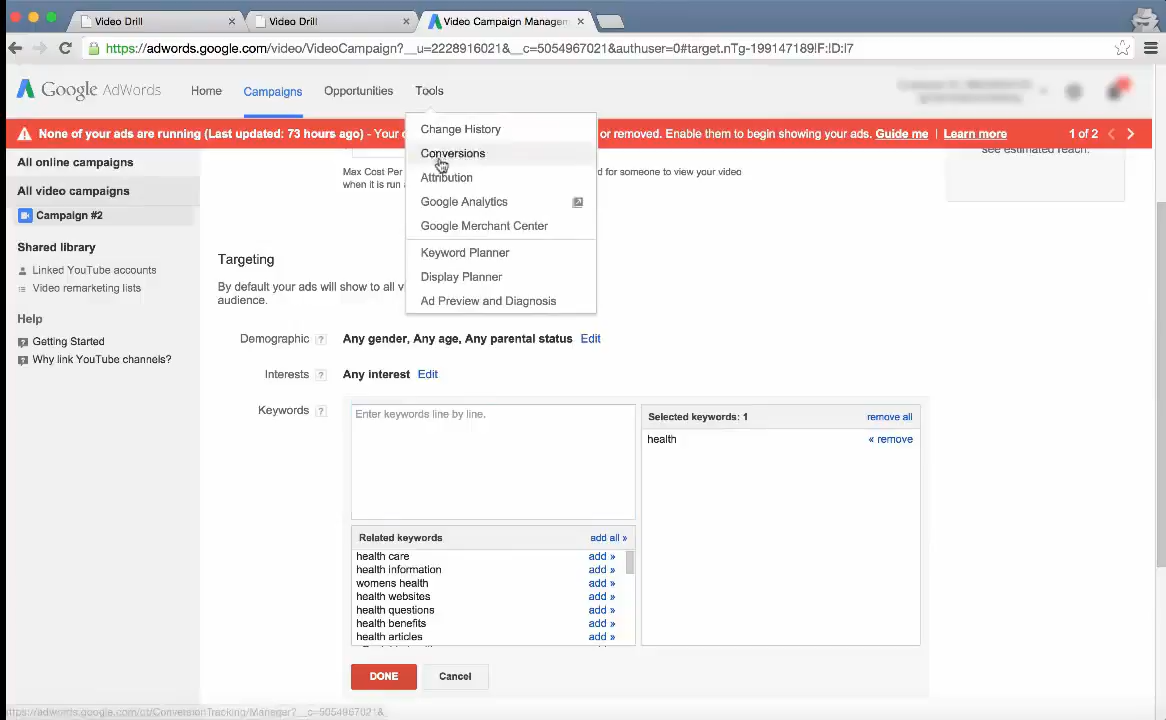 Video Drill
Video Drill
Video Campaign Managem
https://adwords.google.com/video/VideoCampaign?__u=2228916021&__c=5054967021&authuser=0#target.nTg-199147189!F:!D:!7
Google AdWords
Home
Campaigns
Opportunities
Tools
Change History
Conversions
Attribution
Google Analytics
Google Merchant Center
Keyword Planner
Display Planner
Ad Preview and Diagnosis
None of your ads are running (Last updated: 73 hours ago) - Your c
or removed. Enable them to begin showing your ads. Guide me | Learn more
1 of 2
All online campaigns
All video campaigns
Campaign #2
Shared library
Linked YouTube accounts
Video remarketing lists
Help
Getting Started
Why link YouTube channels?
see estimated reach.
Max Cost Per
d for someone to view your video
when it is run a
Targeting
By default your ads will show to all v
audience.
Demographic ? Any gender, Any age, Any parental status Edit
Interests ? Any interest Edit
Keywords ?
Enter keywords line by line.
Selected keywords: 1 remove all
health « remove
Related keywords add all »
health care add »
health information add »
womens health add »
health websites add »
health questions add »
health benefits add »
health articles add »
DONE
Cancel
https://adwords.google.com/ct/ConversionTracking/Manager?__c=5054967021&